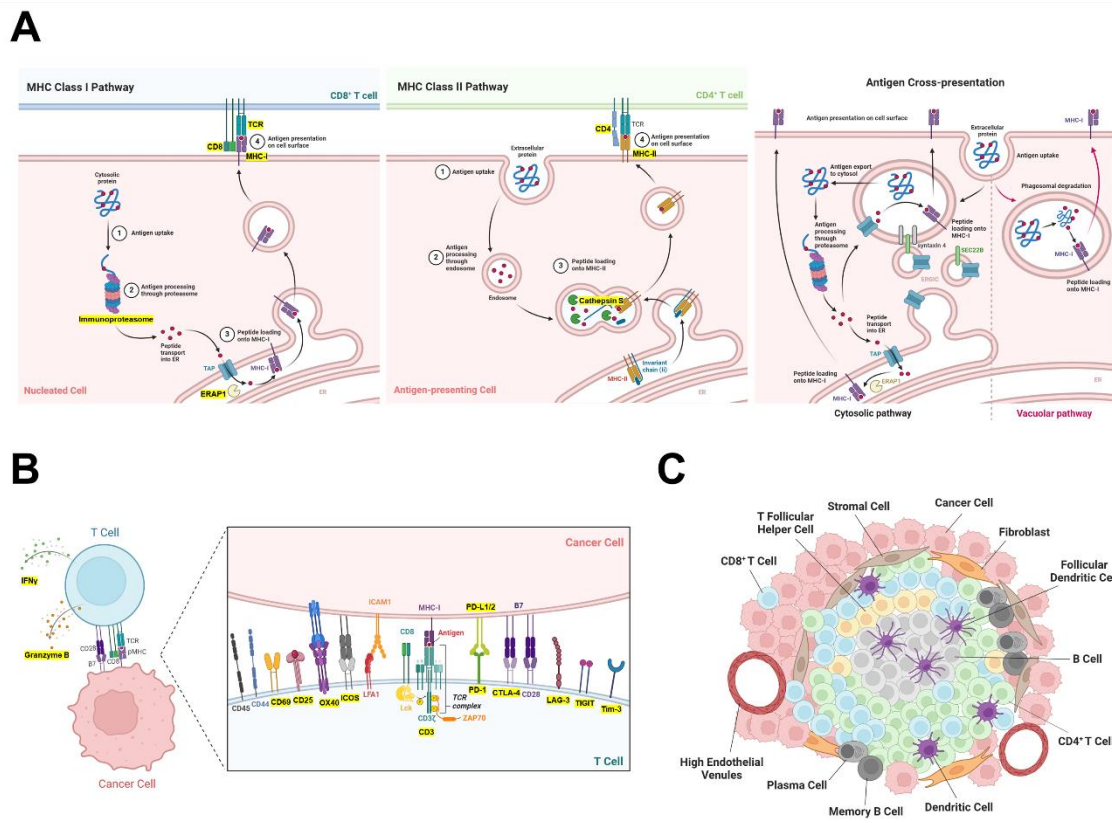 A
MHC Class I Pathway
CD8⁺ T cell
TCR
CD8
4
Antigen presentation
on cell surface
MHC-I
Cytosolic
protein
1
Antigen uptake
2
Antigen processing
through proteasome
Immunoproteasome
3
Peptide loading
onto MHC-I
Peptide
transport
into ER
TAP
MHC-I
ERAP1
Nucleated Cell
ER
MHC Class II Pathway
CD4⁺ T cell
CD4
TCR
4
Antigen presentation
on cell surface
MHC-II
Extracellular
protein
1
Antigen uptake
2
Antigen
processing
through
endosome
3
Peptide loading
onto MHC-II
Endosome
Cathepsin S
MHC-II
Invariant
chain (Ii)
Antigen-presenting Cell
ER
Antigen Cross-presentation
Antigen presentation on cell surface
MHC-I
Extracellular
protein
Antigen uptake
Antigen export
to cytosol
Phagosomal degradation
Antigen
processing
through
proteasome
Peptide
loading onto
MHC-I
syntaxin 4
SEC22B
ERGIC
MHC-I
Peptide loading
onto MHC-I
Peptide
transport
into ER
TAP
Peptide loading
onto MHC-I
ERAP1
MHC-I
ER
Cytosolic pathway
Vacuolar pathway
B
T Cell
IFNγ
Granzyme B
CD28
B7
CD8
TCR
pMHC
Cancer Cell
Cancer Cell
ICAM1
MHC-I
PD-L1/2
B7
CD8
Antigen
CD45
CD44
CD69
CD25
OX40
ICOS
LFA1
Lck
CD3ζ
TCR
complex
ZAP70
CD3
PD-1
CTLA-4
CD28
LAG-3
TIGIT
Tim-3
T Cell
C
Stromal Cell
Cancer Cell
T Follicular
Helper Cell
Fibroblast
CD8⁺ T Cell
Follicular
Dendritic Ce
B Cell
CD4⁺ T Cell
High Endothelial
Venules
Plasma Cell
Memory B Cell
Dendritic Cell